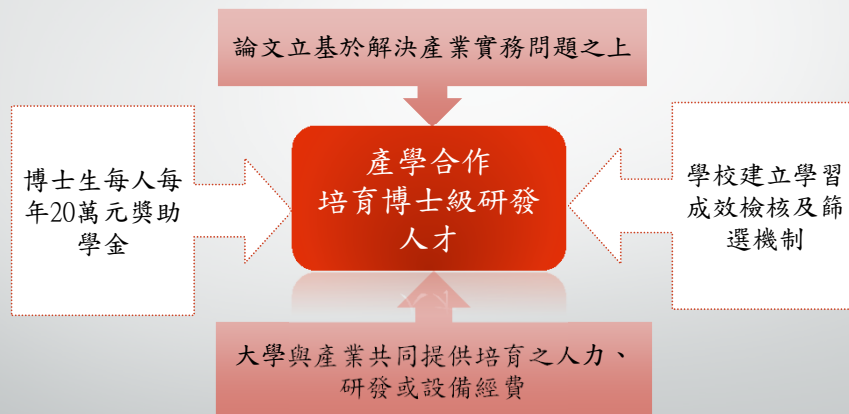 論文立基於解決產業實務問題之上
博士生每人每
年20萬元獎助
學金
產學合作
培育博士級研發
人才
學校建立學習
成效檢核及篩
選機制
大學與產業共同提供培育之人力、
研發或設備經費